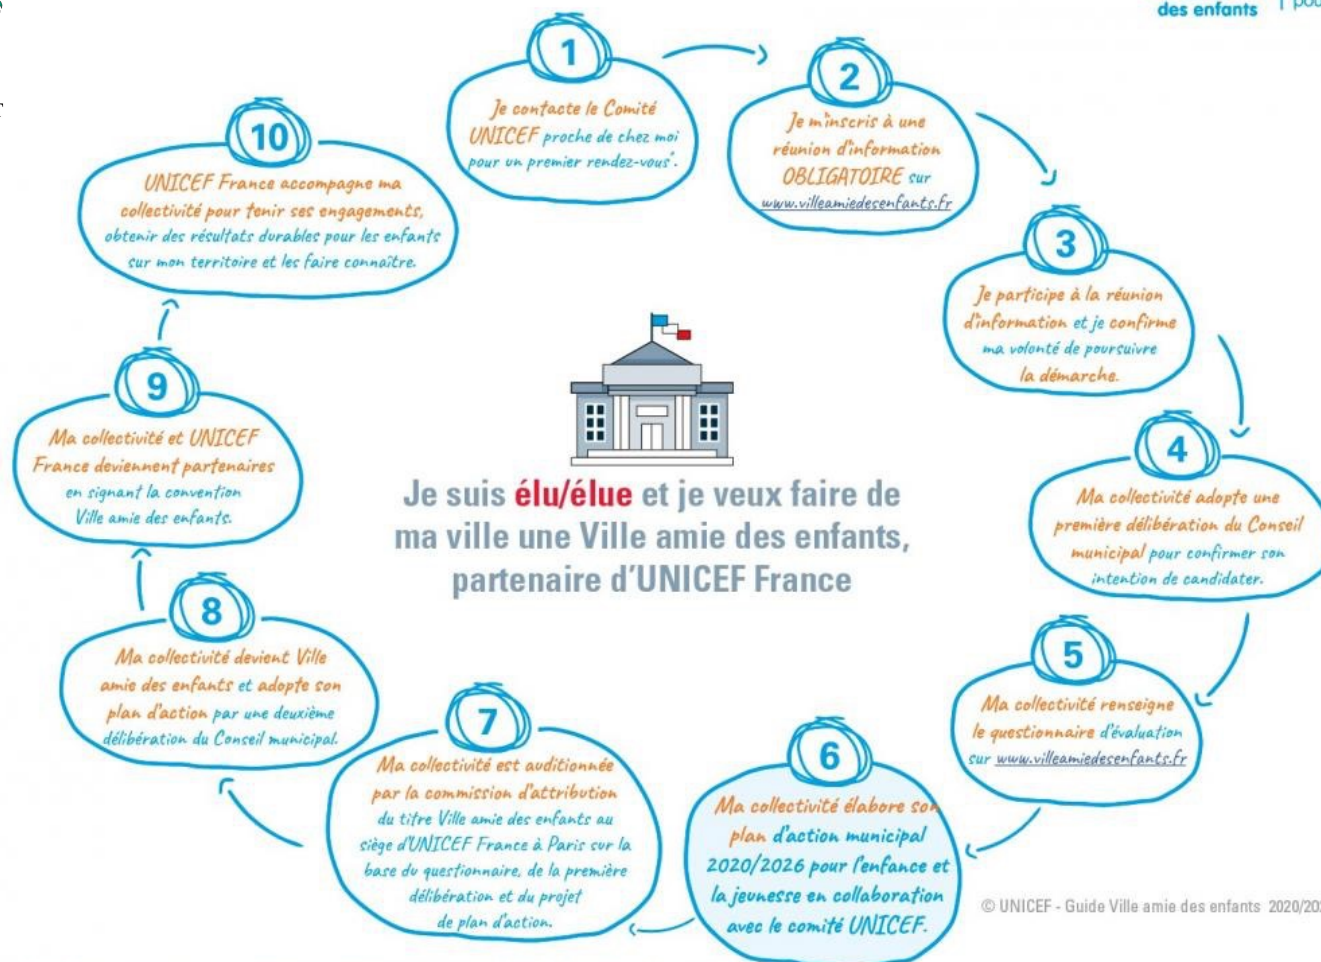 des enfants
1
Je contacte le Comité
UNICEF proche de chez moi
pour un premier rendez-vous*.
2
Je m'inscris à une
réunion d'information
OBLIGATOIRE sur
www.villeamiedesenfants.fr
3
Je participe à la réunion
d'information et je confirme
ma volonté de poursuivre
la démarche.
4
Ma collectivité adopte une
première délibération du Conseil
municipal pour confirmer son
intention de candidater.
5
Ma collectivité renseigne
le questionnaire d'évaluation
sur www.villeamiedesenfants.fr
6
Ma collectivité élabore son
plan d'action municipal
2020/2026 pour l'enfance et
la jeunesse en collaboration
avec le comité UNICEF.
7
Ma collectivité est auditionnée
par la commission d'attribution
du titre Ville amie des enfants au
siège d'UNICEF France à Paris sur la
base du questionnaire, de la première
délibération et du projet
de plan d'action.
8
Ma collectivité devient Ville
amie des enfants et adopte son
plan d'action par une deuxième
délibération du Conseil municipal.
9
Ma collectivité et UNICEF
France deviennent partenaires
en signant la convention
Ville amie des enfants.
10
UNICEF France accompagne ma
collectivité pour tenir ses engagements,
obtenir des résultats durables pour les enfants
sur mon territoire et les faire connaître.
Je suis élu/élue et je veux faire de
ma ville une Ville amie des enfants,
partenaire d'UNICEF France
© UNICEF - Guide Ville amie des enfants